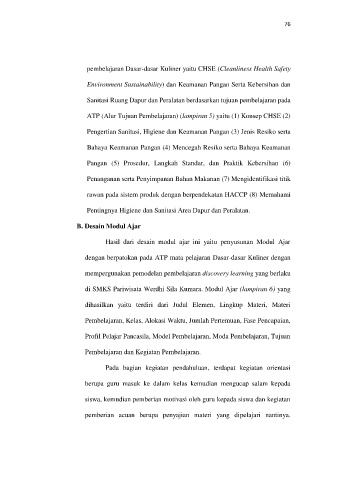 76
pembelajaran Dasar-dasar Kuliner yaitu CHSE (Cleanliness Health Safety
Environment Sustainability) dan Keamanan Pangan Serta Kebersihan dan
Sanitasi Ruang Dapur dan Peralatan berdasarkan tujuan pembelajaran pada
ATP (Alur Tujuan Pembelajaran) (lampiran 5) yaitu (1) Konsep CHSE (2)
Pengertian Sanitasi, Higiene dan Keamanan Pangan (3) Jenis Resiko serta
Bahaya Keamanan Pangan (4) Mencegah Resiko serta Bahaya Keamanan
Pangan (5) Prosedur, Langkah Standar, dan Praktik Kebersihan (6)
Penanganan serta Penyimpanan Bahan Makanan (7) Mengidentifikasi titik
rawan pada sistem produk dengan berpendekatan HACCP (8) Memahami
Pentingnya Higiene dan Sanitasi Area Dapur dan Peralatan.
B. Desain Modul Ajar
Hasil dari desain modul ajar ini yaitu penyusunan Modul Ajar
dengan berpatokan pada ATP mata pelajaran Dasar-dasar Kuliner dengan
mempergunakan pemodelan pembelajaran discovery learning yang berlaku
di SMKS Pariwisata Werdhi Sila Kumara. Modul Ajar (lampiran 6) yang
dihasilkan yaitu terdiri dari Judul Elemen, Lingkup Materi, Materi
Pembelajaran, Kelas, Alokasi Waktu, Jumlah Pertemuan, Fase Pencapaian,
Profil Pelajar Pancasila, Model Pembelajaran, Moda Pembelajaran, Tujuan
Pembelajaran dan Kegiatan Pembelajaran.
Pada bagian kegiatan pendahuluan, terdapat kegiatan orientasi
berupa guru masuk ke dalam kelas kemudian mengucap salam kepada
siswa, kemudian pemberian motivasi oleh guru kepada siswa dan kegiatan
pemberian acuan berupa penyajian materi yang dipelajari nantinya.